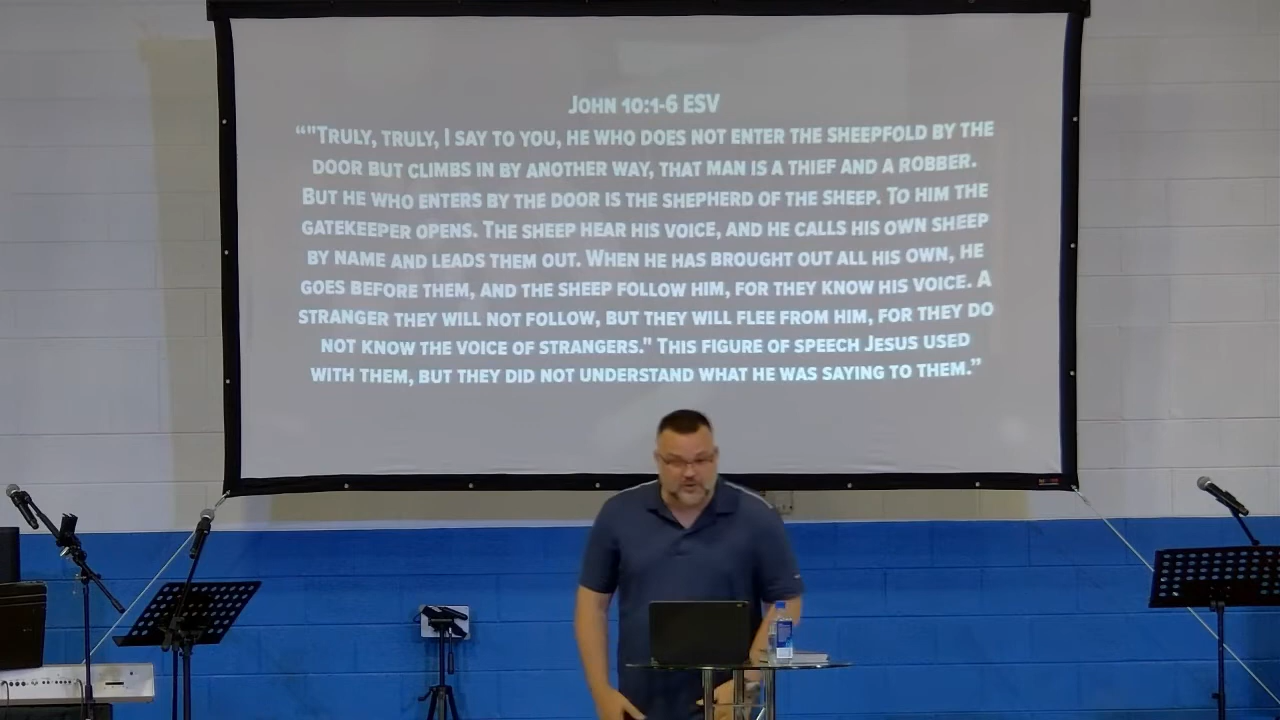 JOHN 10:1-6 ESV
“"TRULY, TRULY, I SAY TO YOU, HE WHO DOES NOT ENTER THE SHEEPFOLD BY THE
DOOR BUT CLIMBS IN BY ANOTHER WAY, THAT MAN IS A THIEF AND A ROBBER.
BUT HE WHO ENTERS BY THE DOOR IS THE SHEPHERD OF THE SHEEP. TO HIM THE
GATEKEEPER OPENS. THE SHEEP HEAR HIS VOICE, AND HE CALLS HIS OWN SHEEP
BY NAME AND LEADS THEM OUT. WHEN HE HAS BROUGHT OUT ALL HIS OWN, HE
GOES BEFORE THEM, AND THE SHEEP FOLLOW HIM, FOR THEY KNOW HIS VOICE. A
STRANGER THEY WILL NOT FOLLOW, BUT THEY WILL FLEE FROM HIM, FOR THEY DO
NOT KNOW THE VOICE OF STRANGERS." THIS FIGURE OF SPEECH JESUS USED
WITH THEM, BUT THEY DID NOT UNDERSTAND WHAT HE WAS SAYING TO THEM.”